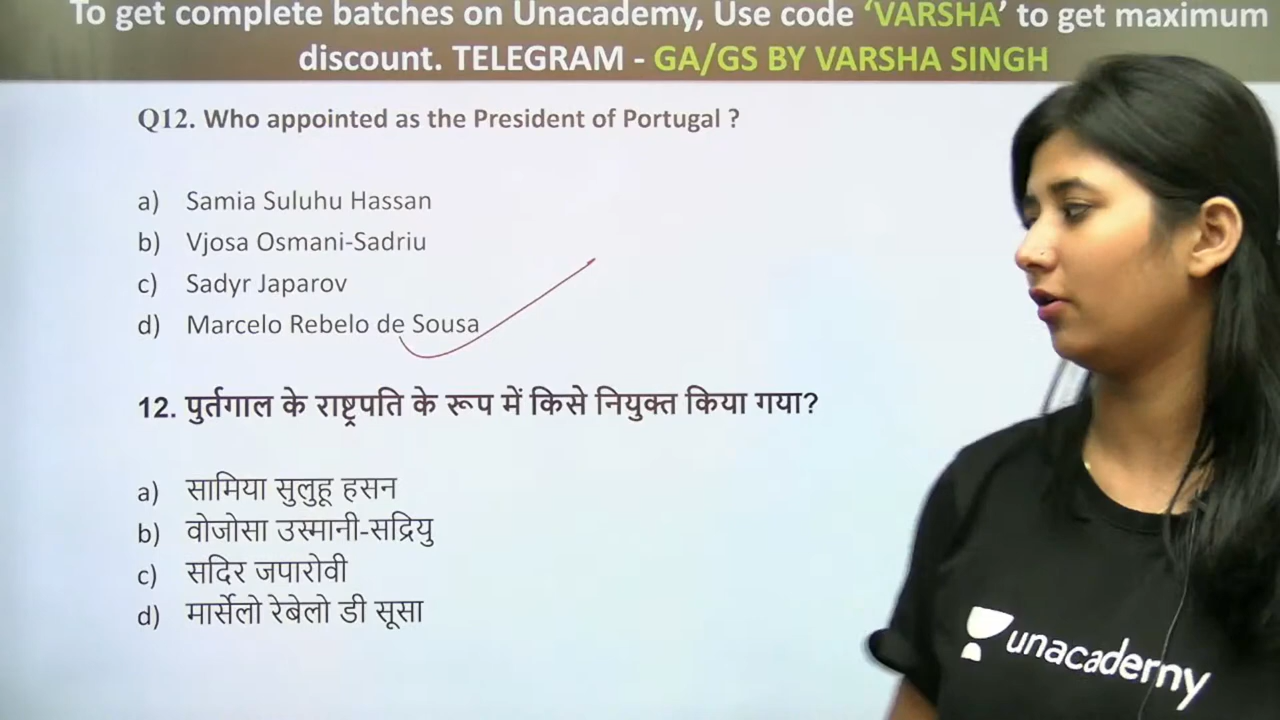 To get complete batches on Unacademy, Use code ‘VARSHA’ to get maximum
discount. TELEGRAM - GA/GS BY VARSHA SINGH
Q12. Who appointed as the President of Portugal ?
a) Samia Suluhu Hassan
b) Vjosa Osmani-Sadriu
c) Sadyr Japarov
d) Marcelo Rebelo de Sousa
12. पुर्तगाल के राष्ट्रपति के रूप में किसे नियुक्त किया गया?
a) सामिया सुलुहू हसन
b) वोजोसा उस्मानी-सद्रियु
c) सदिर जपारोवी
d) मार्सेलो रेबेलो डी सूसा
unacademy